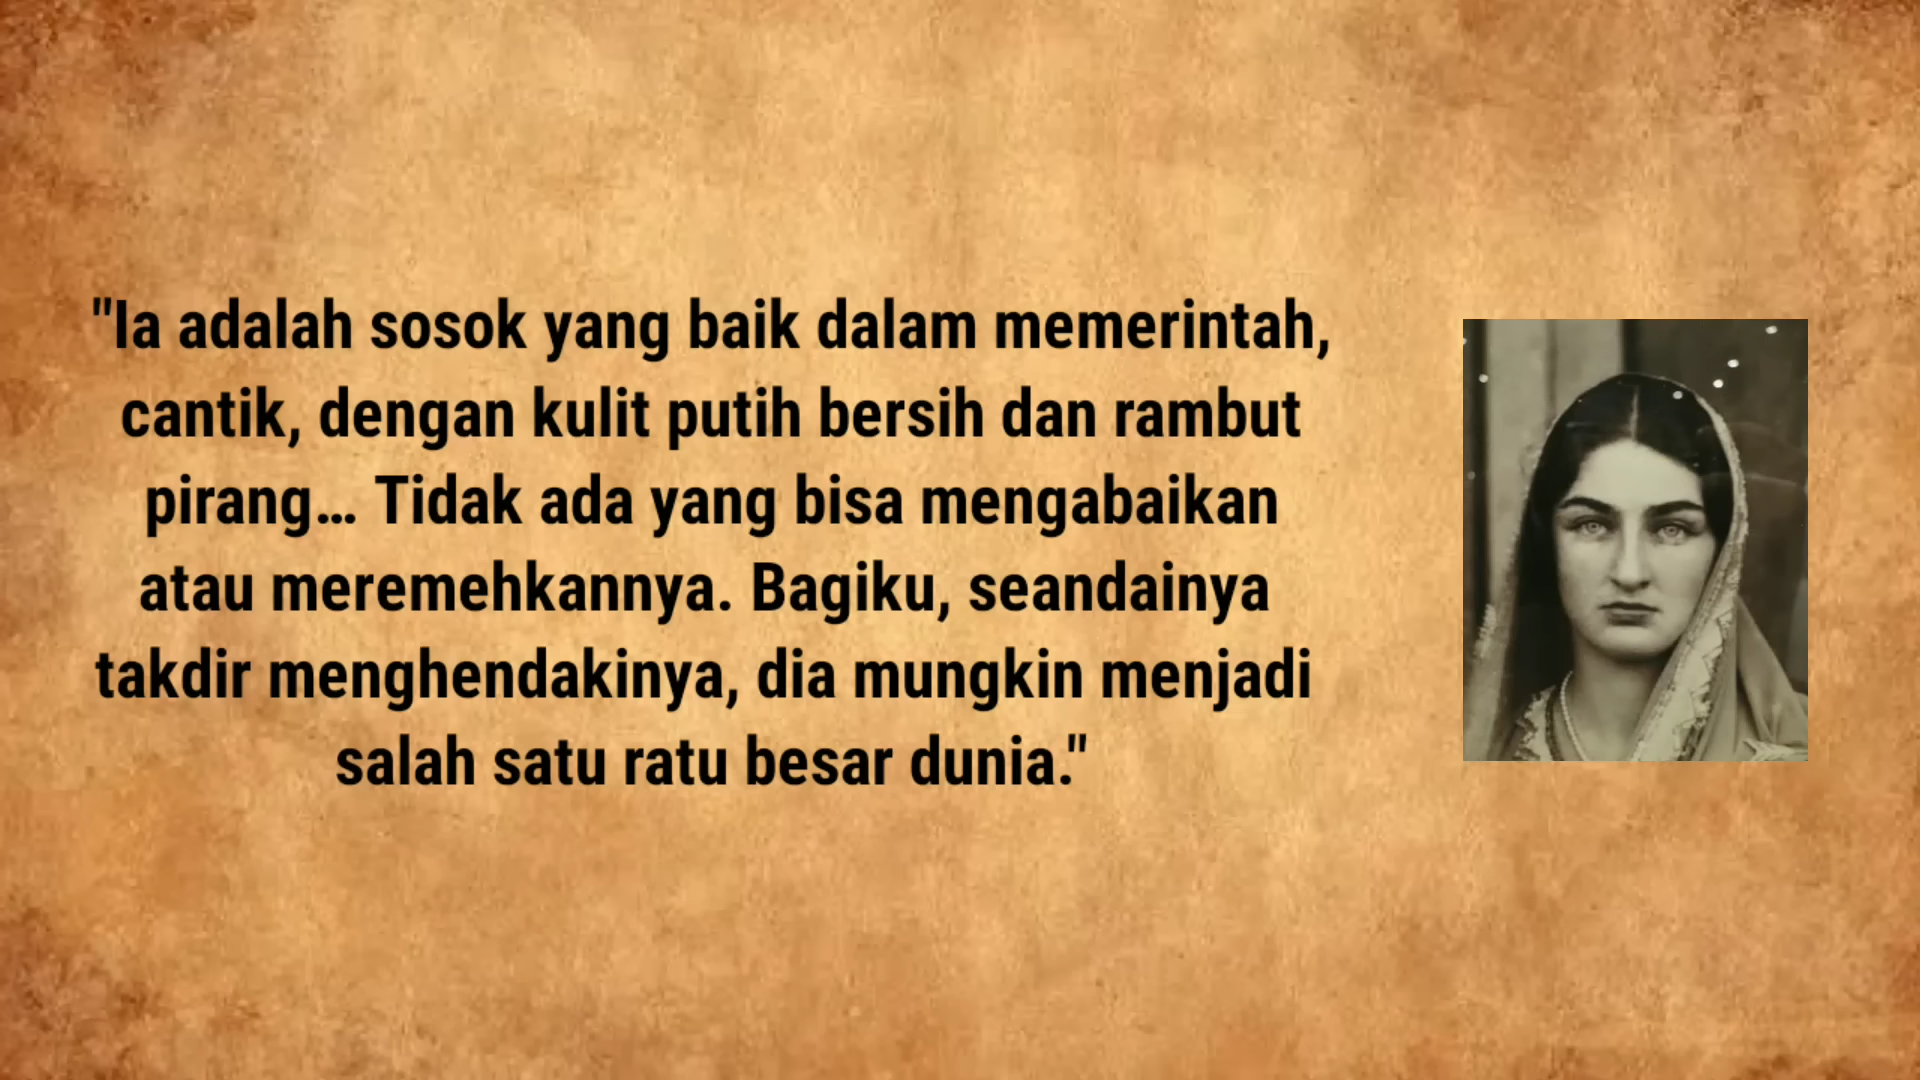 "Ia adalah sosok yang baik dalam memerintah,
cantik, dengan kulit putih bersih dan rambut
pirang… Tidak ada yang bisa mengabaikan
atau meremehkannya. Bagiku, seandainya
takdir menghendakinya, dia mungkin menjadi
salah satu ratu besar dunia."